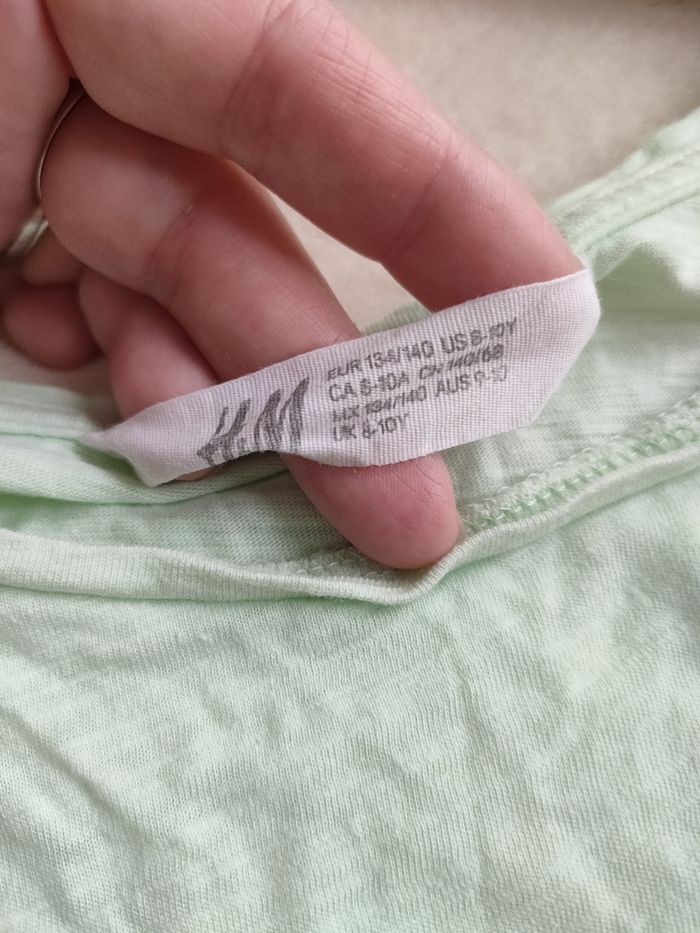 H&M
EUR 134/140 US 8-10Y
CA 8-10A CN 140/68
MX 134/140 AUS 9-10
UK 8-10Y